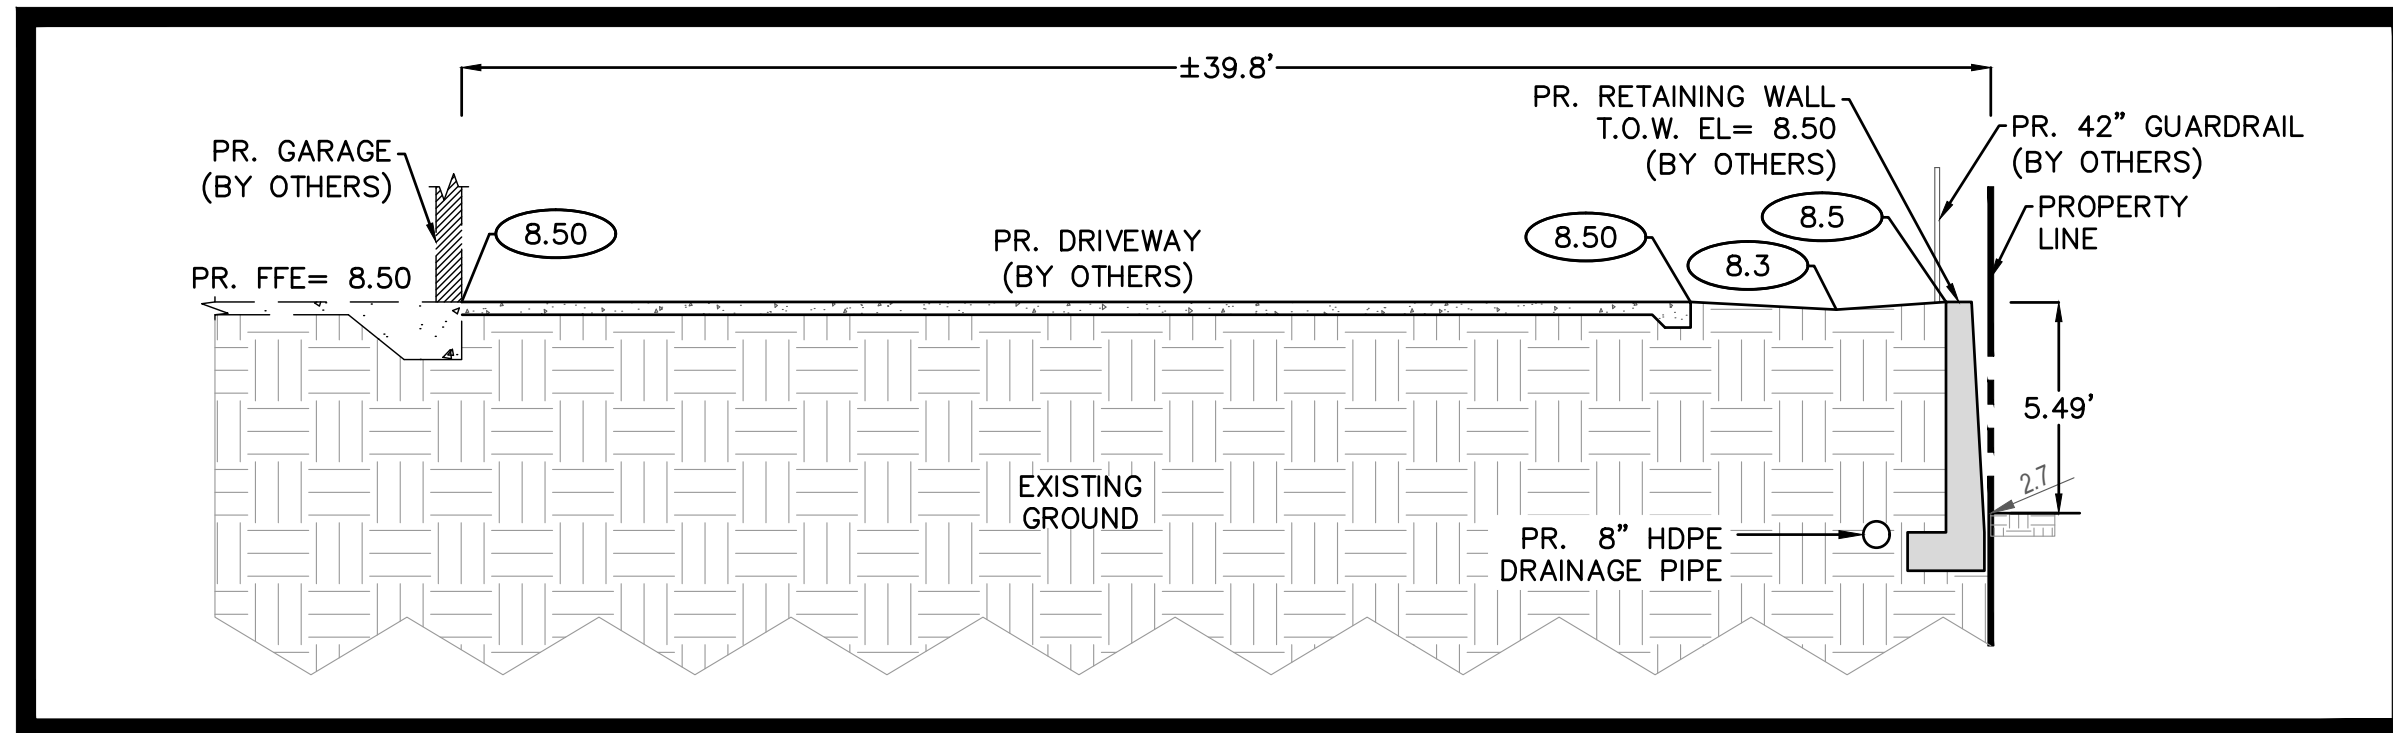 ±39.8'
PR. RETAINING WALL
T.O.W. EL= 8.50
(BY OTHERS)
PR. 42” GUARDRAIL
(BY OTHERS)
PR. GARAGE
(BY OTHERS)
PROPERTY
LINE
8.50
PR. DRIVEWAY
(BY OTHERS)
8.50
8.3
8.5
PR. FFE= 8.50
5.49'
2.7
EXISTING
GROUND
PR. 8” HDPE
DRAINAGE PIPE